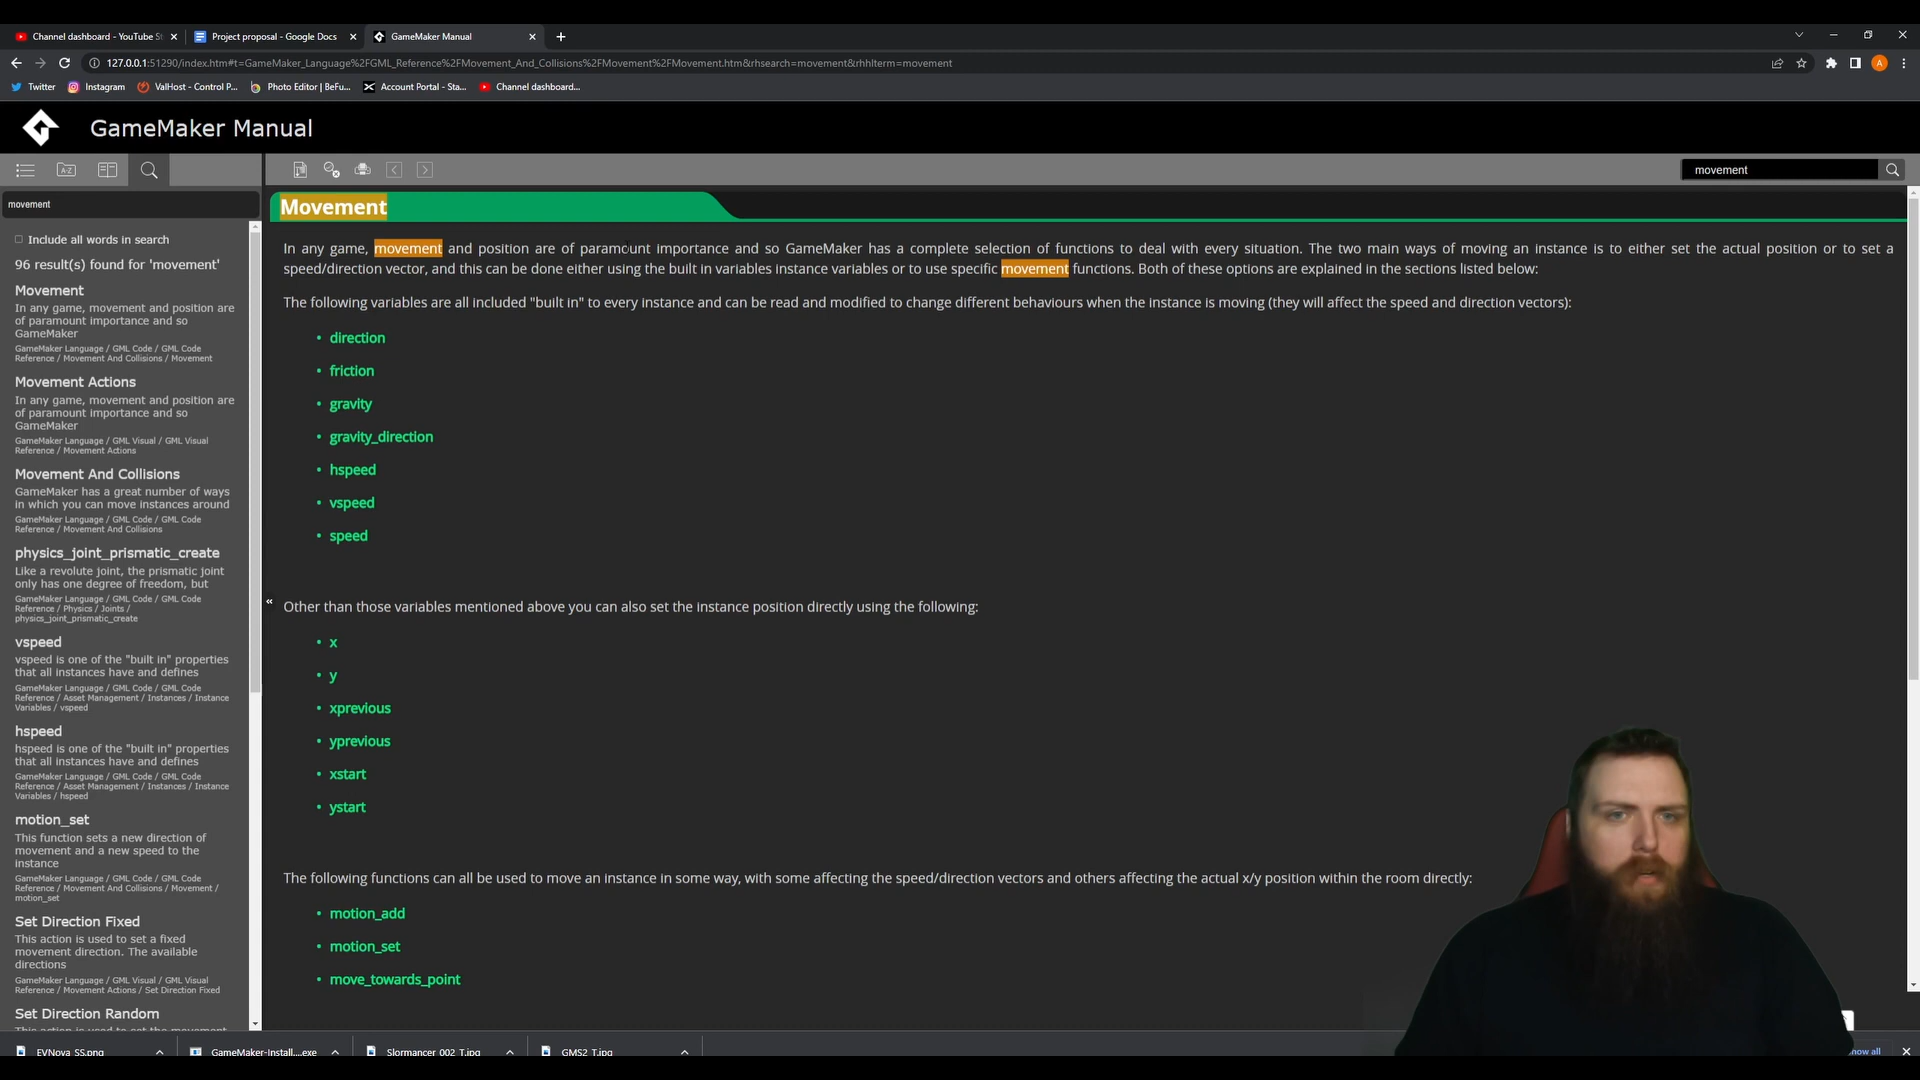 Channel dashboard - YouTube St
Project proposal - Google Docs
GameMaker Manual
127.0.0.1:51290/index.htm#t=GameMaker_Language%2FGML_Reference%2FMovement_And_Collisions%2FMovement%2FMovement.htm&rhsearch=movement&rhhlterm=movement
A
Twitter
Instagram
ValHost - Control P...
Photo Editor | BeFu...
Account Portal - Sta...
Channel dashboard...
GameMaker Manual
movement
movement
Include all words in search
96 result(s) found for 'movement'
Movement
In any game, movement and position are
of paramount importance and so
GameMaker
GameMaker Language / GML Code / GML Code
Reference / Movement And Collisions / Movement
Movement Actions
In any game, movement and position are
of paramount importance and so
GameMaker
GameMaker Language / GML Visual / GML Visual
Reference / Movement Actions
Movement And Collisions
GameMaker has a great number of ways
in which you can move instances around
GameMaker Language / GML Code / GML Code
Reference / Movement And Collisions
physics_joint_prismatic_create
Like a revolute joint, the prismatic joint
only has one degree of freedom, but
GameMaker Language / GML Code / GML Code
Reference / Physics / Joints /
physics_joint_prismatic_create
vspeed
vspeed is one of the "built in" properties
that all instances have and defines
GameMaker Language / GML Code / GML Code
Reference / Asset Management / Instances / Instance
Variables / vspeed
hspeed
hspeed is one of the "built in" properties
that all instances have and defines
GameMaker Language / GML Code / GML Code
Reference / Asset Management / Instances / Instance
Variables / hspeed
motion_set
This function sets a new direction of
movement and a new speed to the
instance
GameMaker Language / GML Code / GML Code
Reference / Movement And Collisions / Movement /
motion_set
Set Direction Fixed
This action is used to set a fixed
movement direction. The available
directions
GameMaker Language / GML Visual / GML Visual
Reference / Movement Actions / Set Direction Fixed
Set Direction Random
This action is used to set the movement
Movement
In any game, movement and position are of paramount importance and so GameMaker has a complete selection of functions to deal with every situation. The two main ways of moving an instance is to either set the actual position or to set a
speed/direction vector, and this can be done either using the built in variables instance variables or to use specific movement functions. Both of these options are explained in the sections listed below:
The following variables are all included "built in" to every instance and can be read and modified to change different behaviours when the instance is moving (they will affect the speed and direction vectors):
• direction
• friction
• gravity
• gravity_direction
• hspeed
• vspeed
• speed
Other than those variables mentioned above you can also set the instance position directly using the following:
• x
• y
• xprevious
• yprevious
• xstart
• ystart
The following functions can all be used to move an instance in some way, with some affecting the speed/direction vectors and others affecting the actual x/y position within the room directly:
• motion_add
• motion_set
• move_towards_point
EVNova_SS.png
GameMaker-Install....exe
Slormancer_002_T.jpg
GMS2_T.jpg
how all